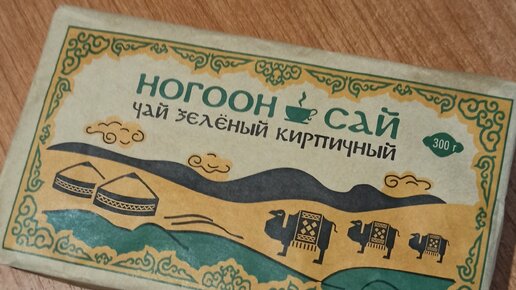 НОГООН САЙ
ЧАЙ ЗЕЛЁНЫЙ КИРПИЧНЫЙ
300 г